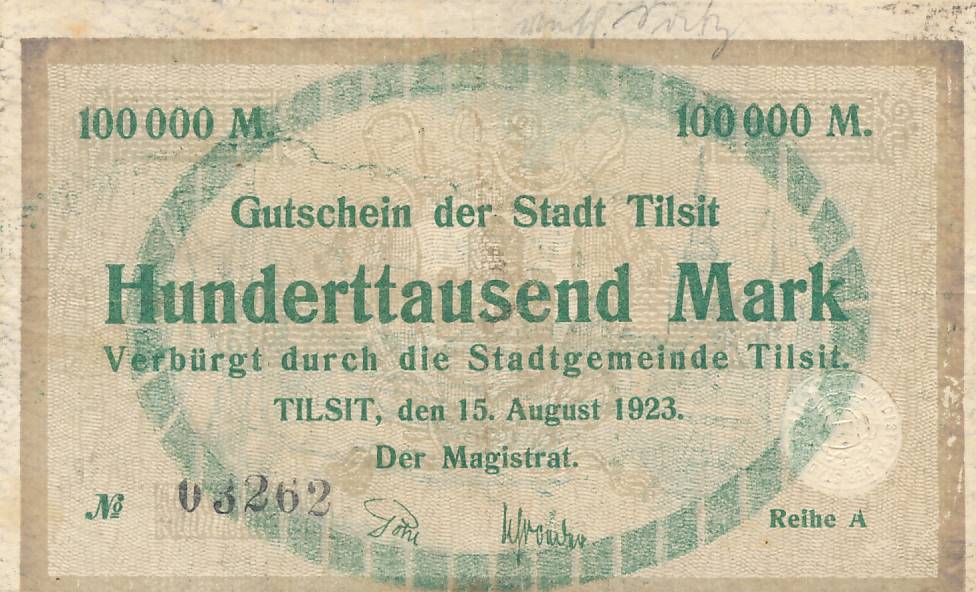 100 000 M. 100 000 M.
Gutschein der Stadt Tilsit
Hunderttausend Mark
Verbürgt durch die Stadtgemeinde Tilsit.
TILSIT, den 15. August 1923.
Der Magistrat.
№ 03262
Reihe A